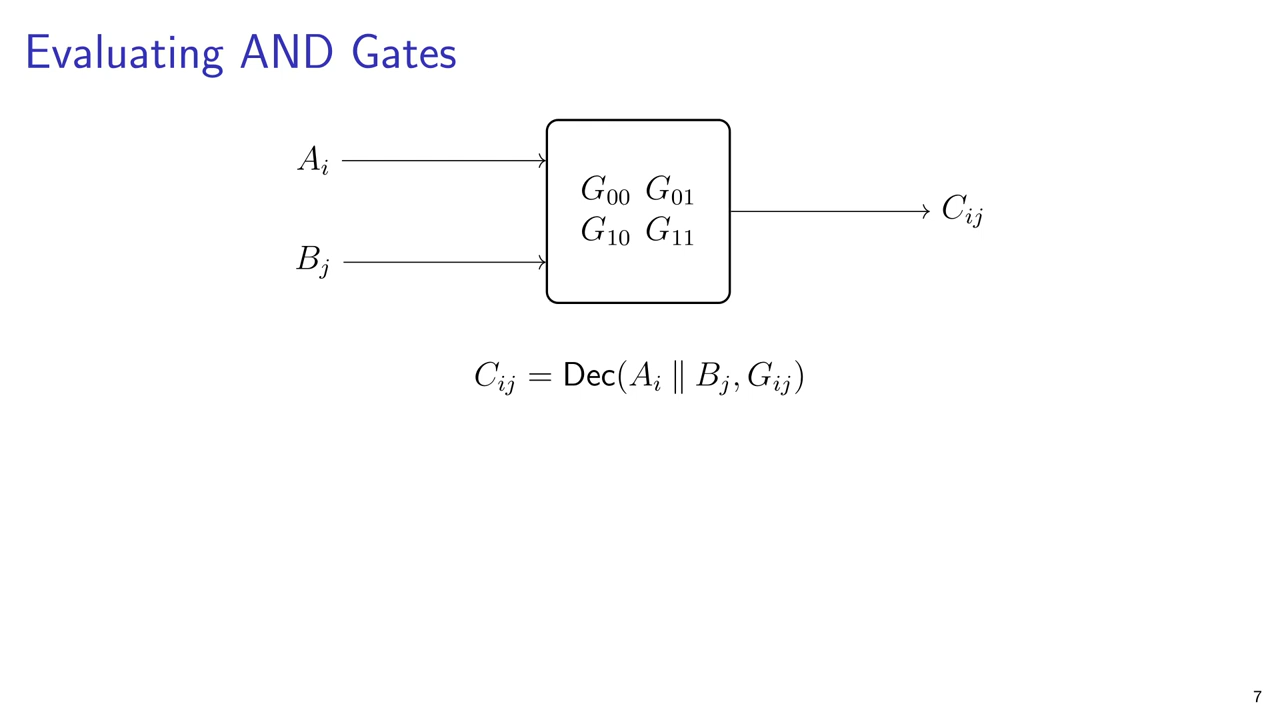 Evaluating AND Gates
A_i
G_00 G_01
C_ij
G_10 G_11
B_j
C_ij = Dec(A_i ∥ B_j, G_ij)
7